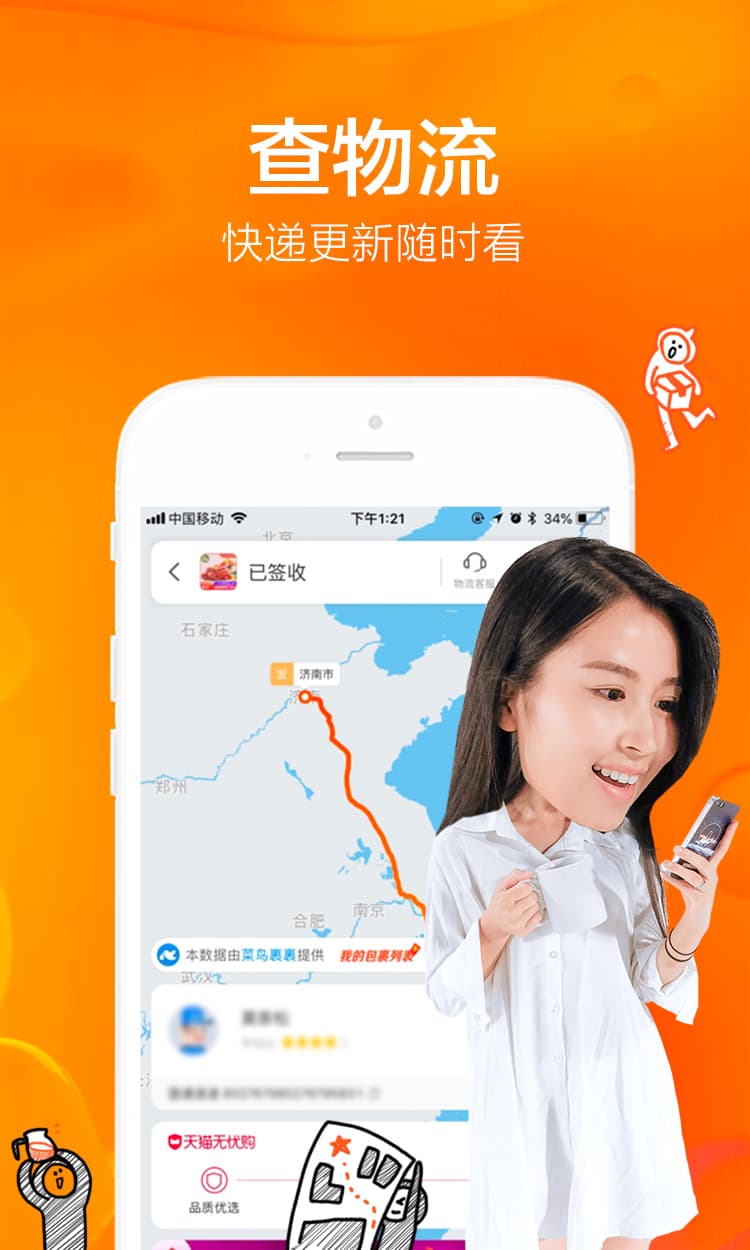 查物流
快递更新随时看
中国移动 下午1:21 34%
北京
已签收
物流客服
石家庄
发 济南市
济南
郑州
南京
合肥
本数据由菜鸟裹裹提供 我的包裹列表
武汉
天猫无忧购
品质优选